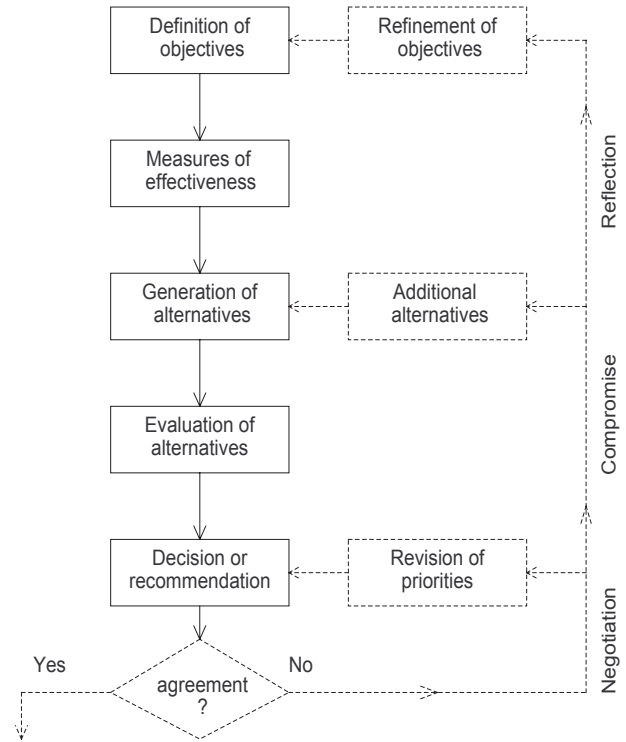 Definition of
objectives
Refinement of
objectives
Measures of
effectiveness
Reflection
Generation of
alternatives
Additional
alternatives
Evaluation of
alternatives
Compromise
Decision or
recommendation
Revision of
priorities
Negotiation
Yes
No
agreement
?